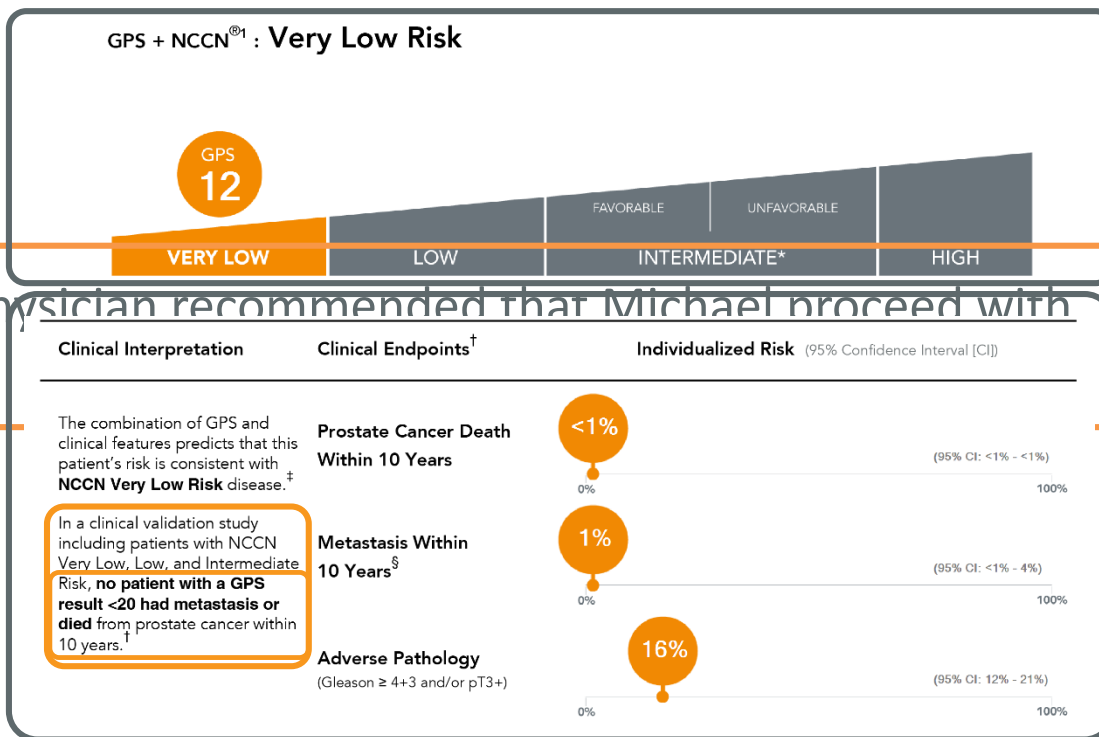 GPS + NCCN®1 : Very Low Risk
GPS
12
FAVORABLE
UNFAVORABLE
VERY LOW
LOW
INTERMEDIATE*
HIGH
recommended that Michael proceed with
Clinical Interpretation
Clinical Endpoints†
Individualized Risk (95% Confidence Interval [CI])
The combination of GPS and
clinical features predicts that this
patient's risk is consistent with
NCCN Very Low Risk disease.‡
In a clinical validation study
including patients with NCCN
Very Low, Low, and Intermediate
Risk, no patient with a GPS
result <20 had metastasis or
died from prostate cancer within
10 years.†
Prostate Cancer Death
Within 10 Years
<1%
(95% CI: <1% - <1%)
0%
100%
Metastasis Within
10 Years§
1%
(95% CI: <1% - 4%)
0%
100%
Adverse Pathology
(Gleason ≥ 4+3 and/or pT3+)
16%
(95% CI: 12% - 21%)
0%
100%